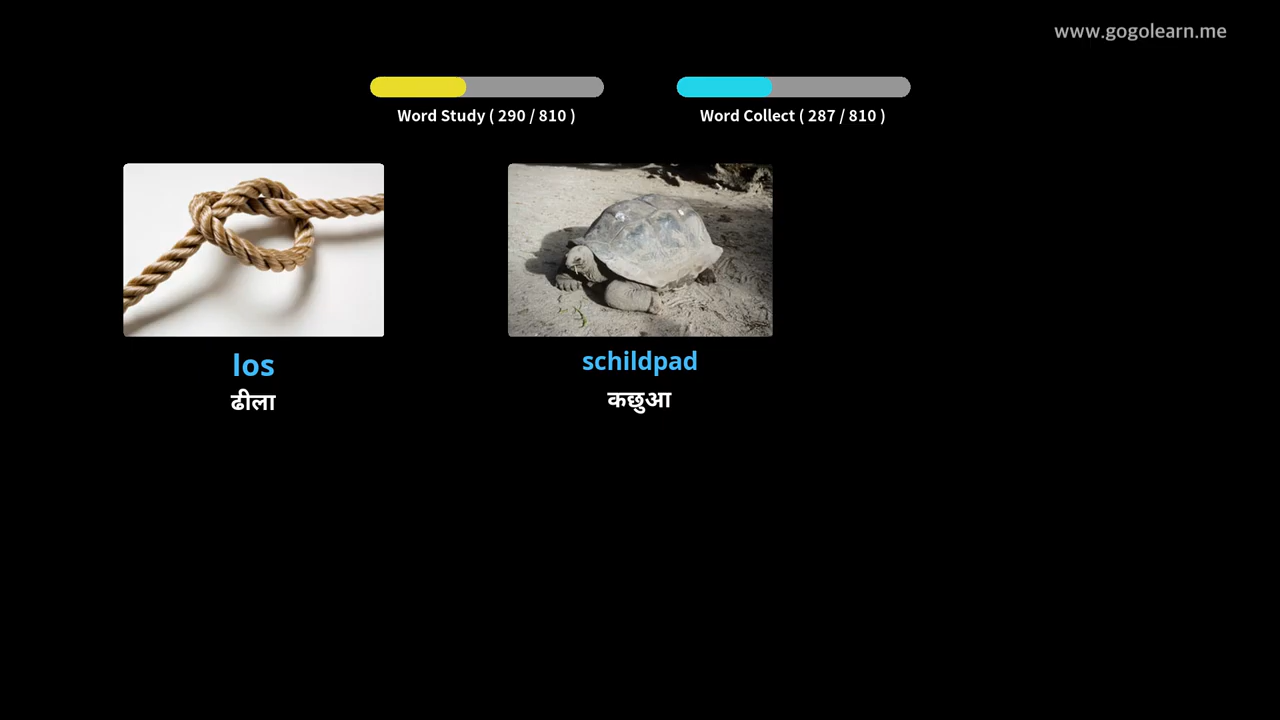 www.gogolearn.me
Word Study ( 290 / 810 )
Word Collect ( 287 / 810 )
los
ढीला
schildpad
कछुआ